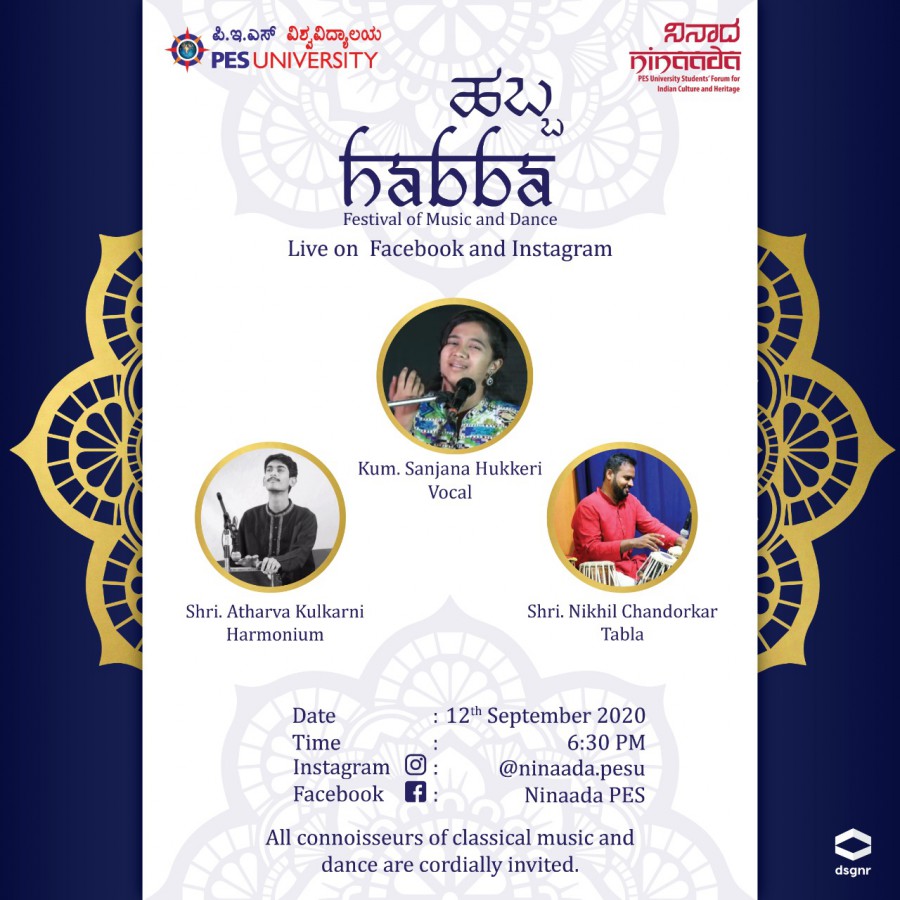 ಪಿ.ಇ.ಎಸ್ ವಿಶ್ವವಿದ್ಯಾಲಯ
PES UNIVERSITY
ನಿನಾದ
ninaada
PES University Students' Forum for
Indian Culture and Heritage
ಹಬ್ಬ
habba
Festival of Music and Dance
Live on Facebook and Instagram
Kum. Sanjana Hukkeri
Vocal
Shri. Atharva Kulkarni
Harmonium
Shri. Nikhil Chandorkar
Tabla
Date : 12th September 2020
Time : 6:30 PM
Instagram : @ninaada.pesu
Facebook : Ninaada PES
All connoisseurs of classical music and
dance are cordially invited.
dsgnr